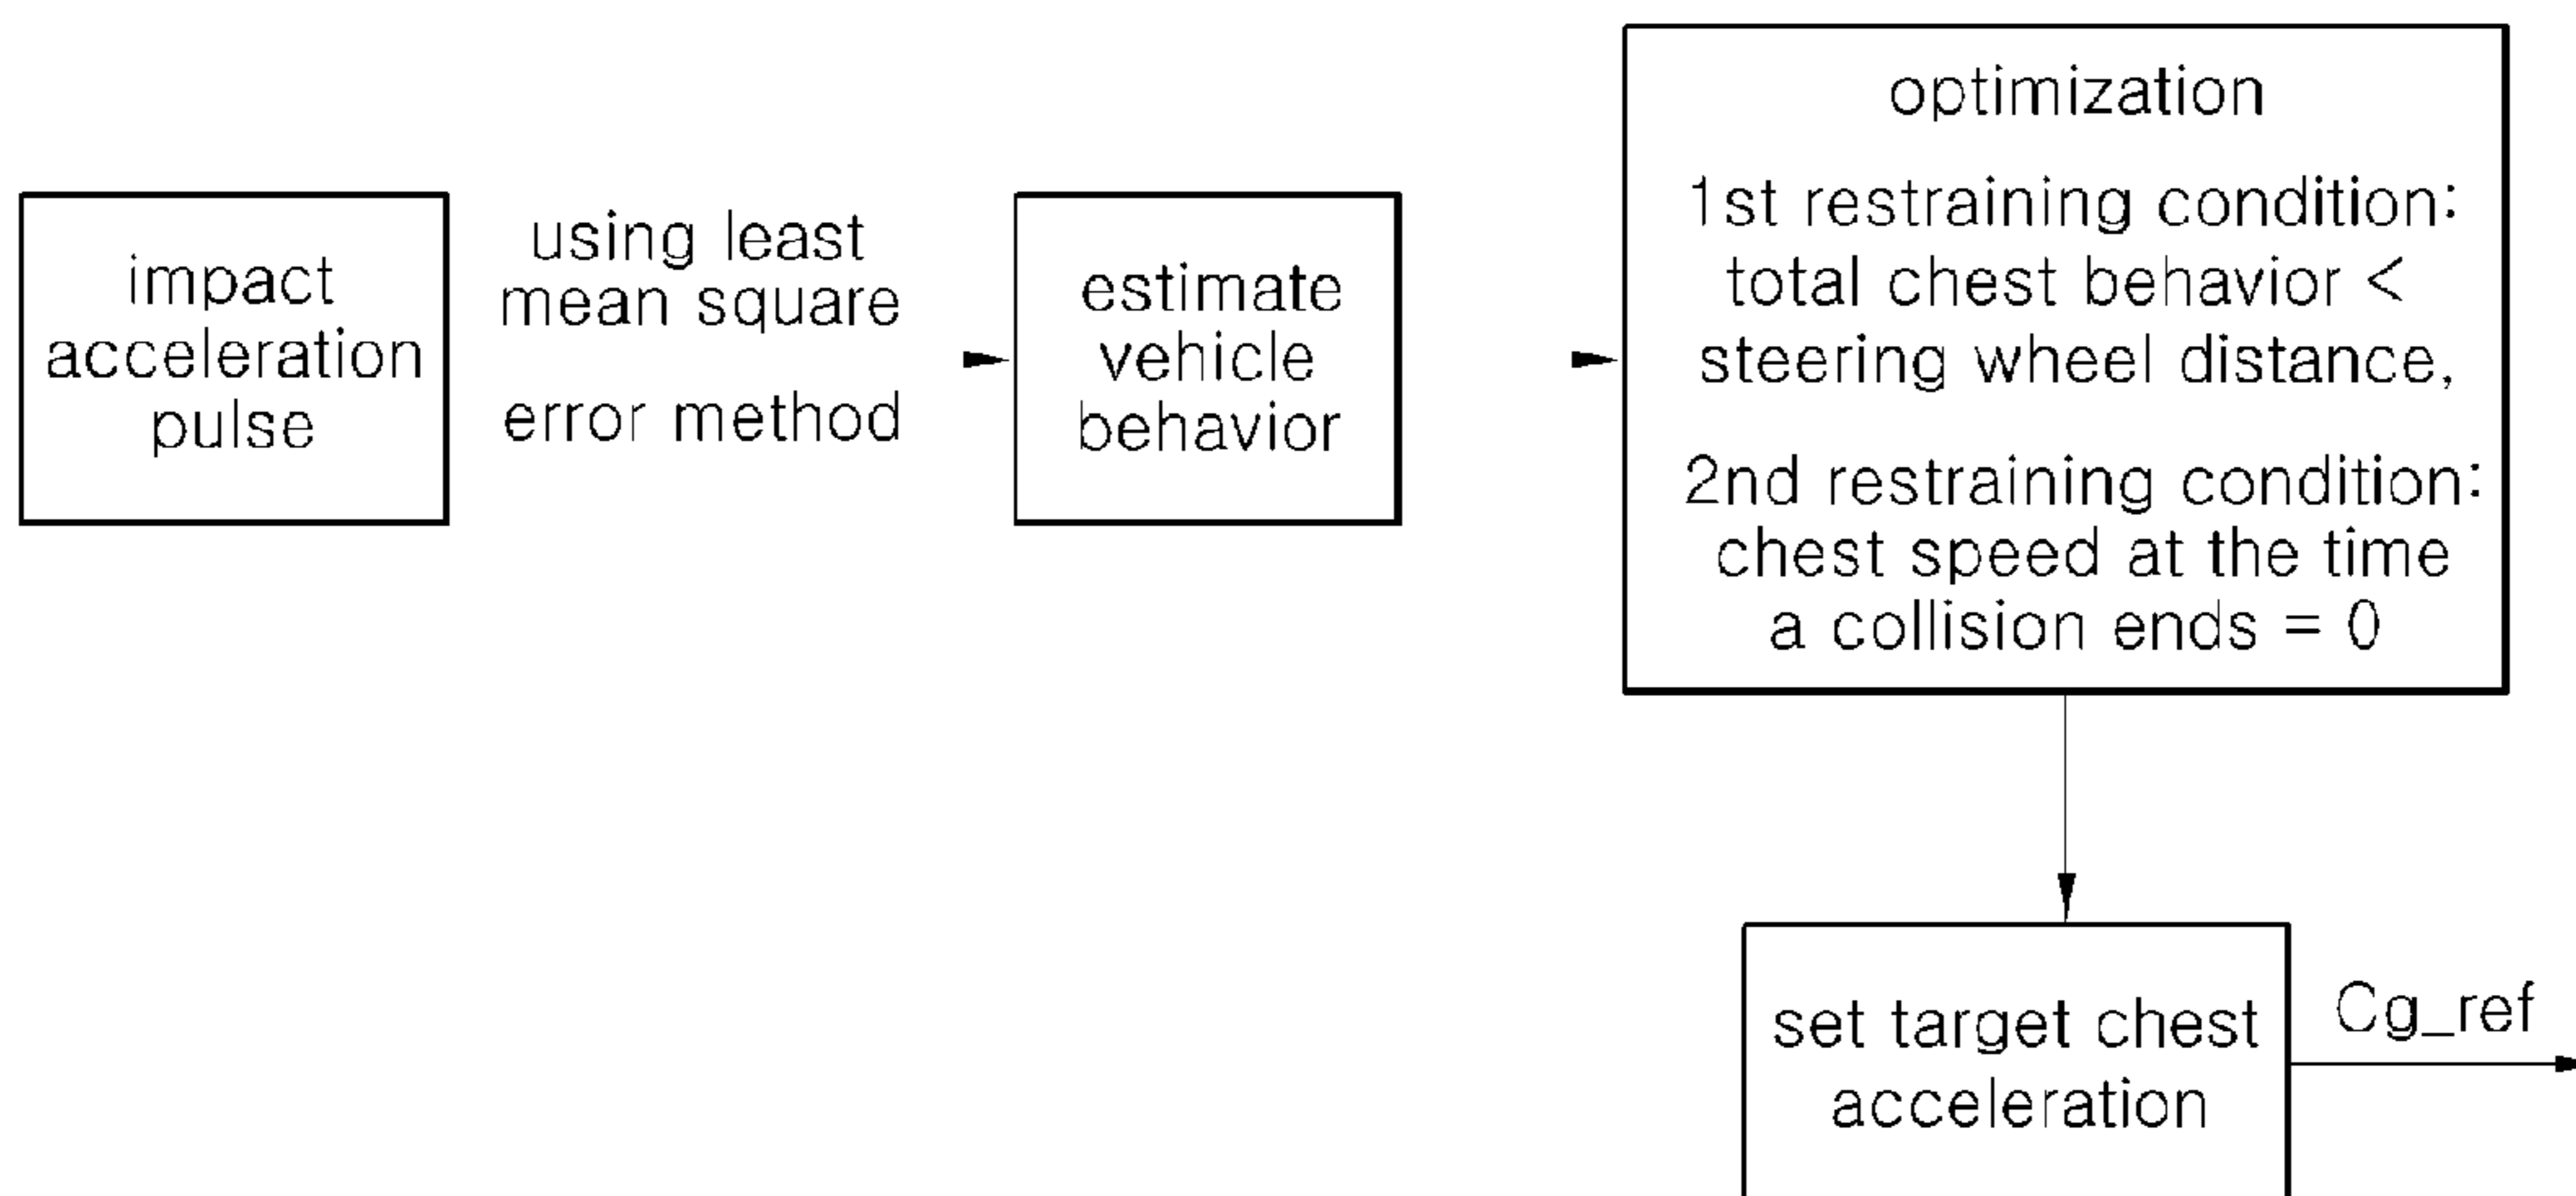 impact
acceleration
pulse
using least
mean square
error method
estimate
vehicle
behavior
optimization
1st restraining condition:
total chest behavior <
steering wheel distance,
2nd restraining condition:
chest speed at the time
a collision ends = 0
set target chest
acceleration
Cg_ref